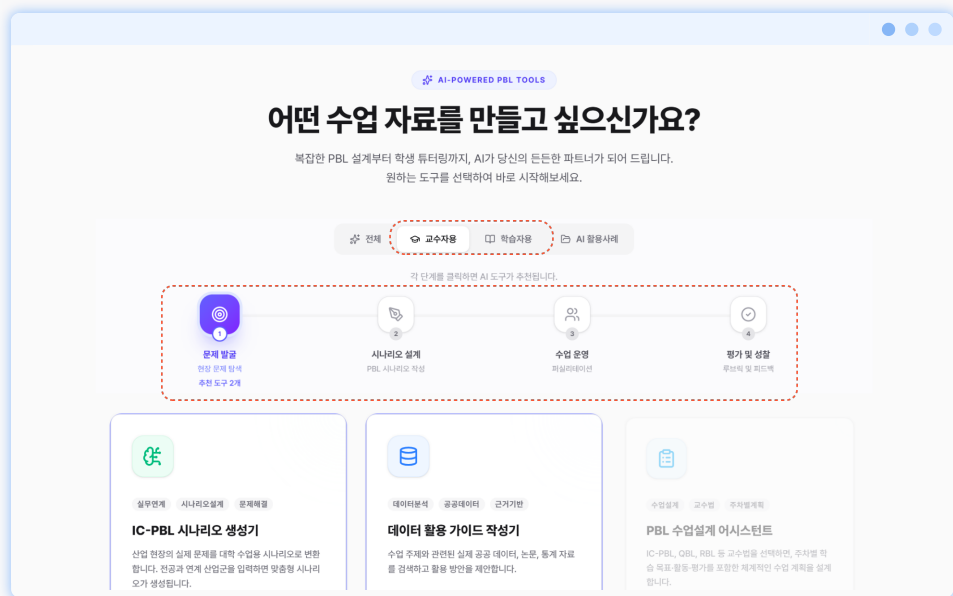 AI-POWERED PBL TOOLS
어떤 수업 자료를 만들고 싶으신가요?
복잡한 PBL 설계부터 학생 튜터링까지, AI가 당신의 든든한 파트너가 되어 드립니다.
원하는 도구를 선택하여 바로 시작해보세요.
전체 교수자용 학습자용 AI 활용사례
각 단계를 클릭하면 AI 도구가 추천됩니다.
1 2 3 4
문제 발굴 시나리오 설계 수업 운영 평가 및 성찰
현장 문제 탐색 PBL 시나리오 작성 퍼실리테이션 루브릭 및 피드백
추천 도구 2개
실무연계 시나리오설계 문제해결
IC-PBL 시나리오 생성기
산업 현장의 실제 문제를 대학 수업용 시나리오로 변환
합니다. 전공과 연계 산업군을 입력하면 맞춤형 시나리
오가 생성됩니다.
데이터분석 공공데이터 근거기반
데이터 활용 가이드 작성기
수업 주제와 관련된 실제 공공 데이터, 논문, 통계 자료
를 검색하고 활용 방안을 제안합니다.
수업설계 교수법 주차별계획
PBL 수업설계 어시스턴트
IC-PBL, QBL, RBL 등 교수법을 선택하면, 주차별 학
습 목표·활동·평가를 포함한 체계적인 수업 계획을 설계
합니다.